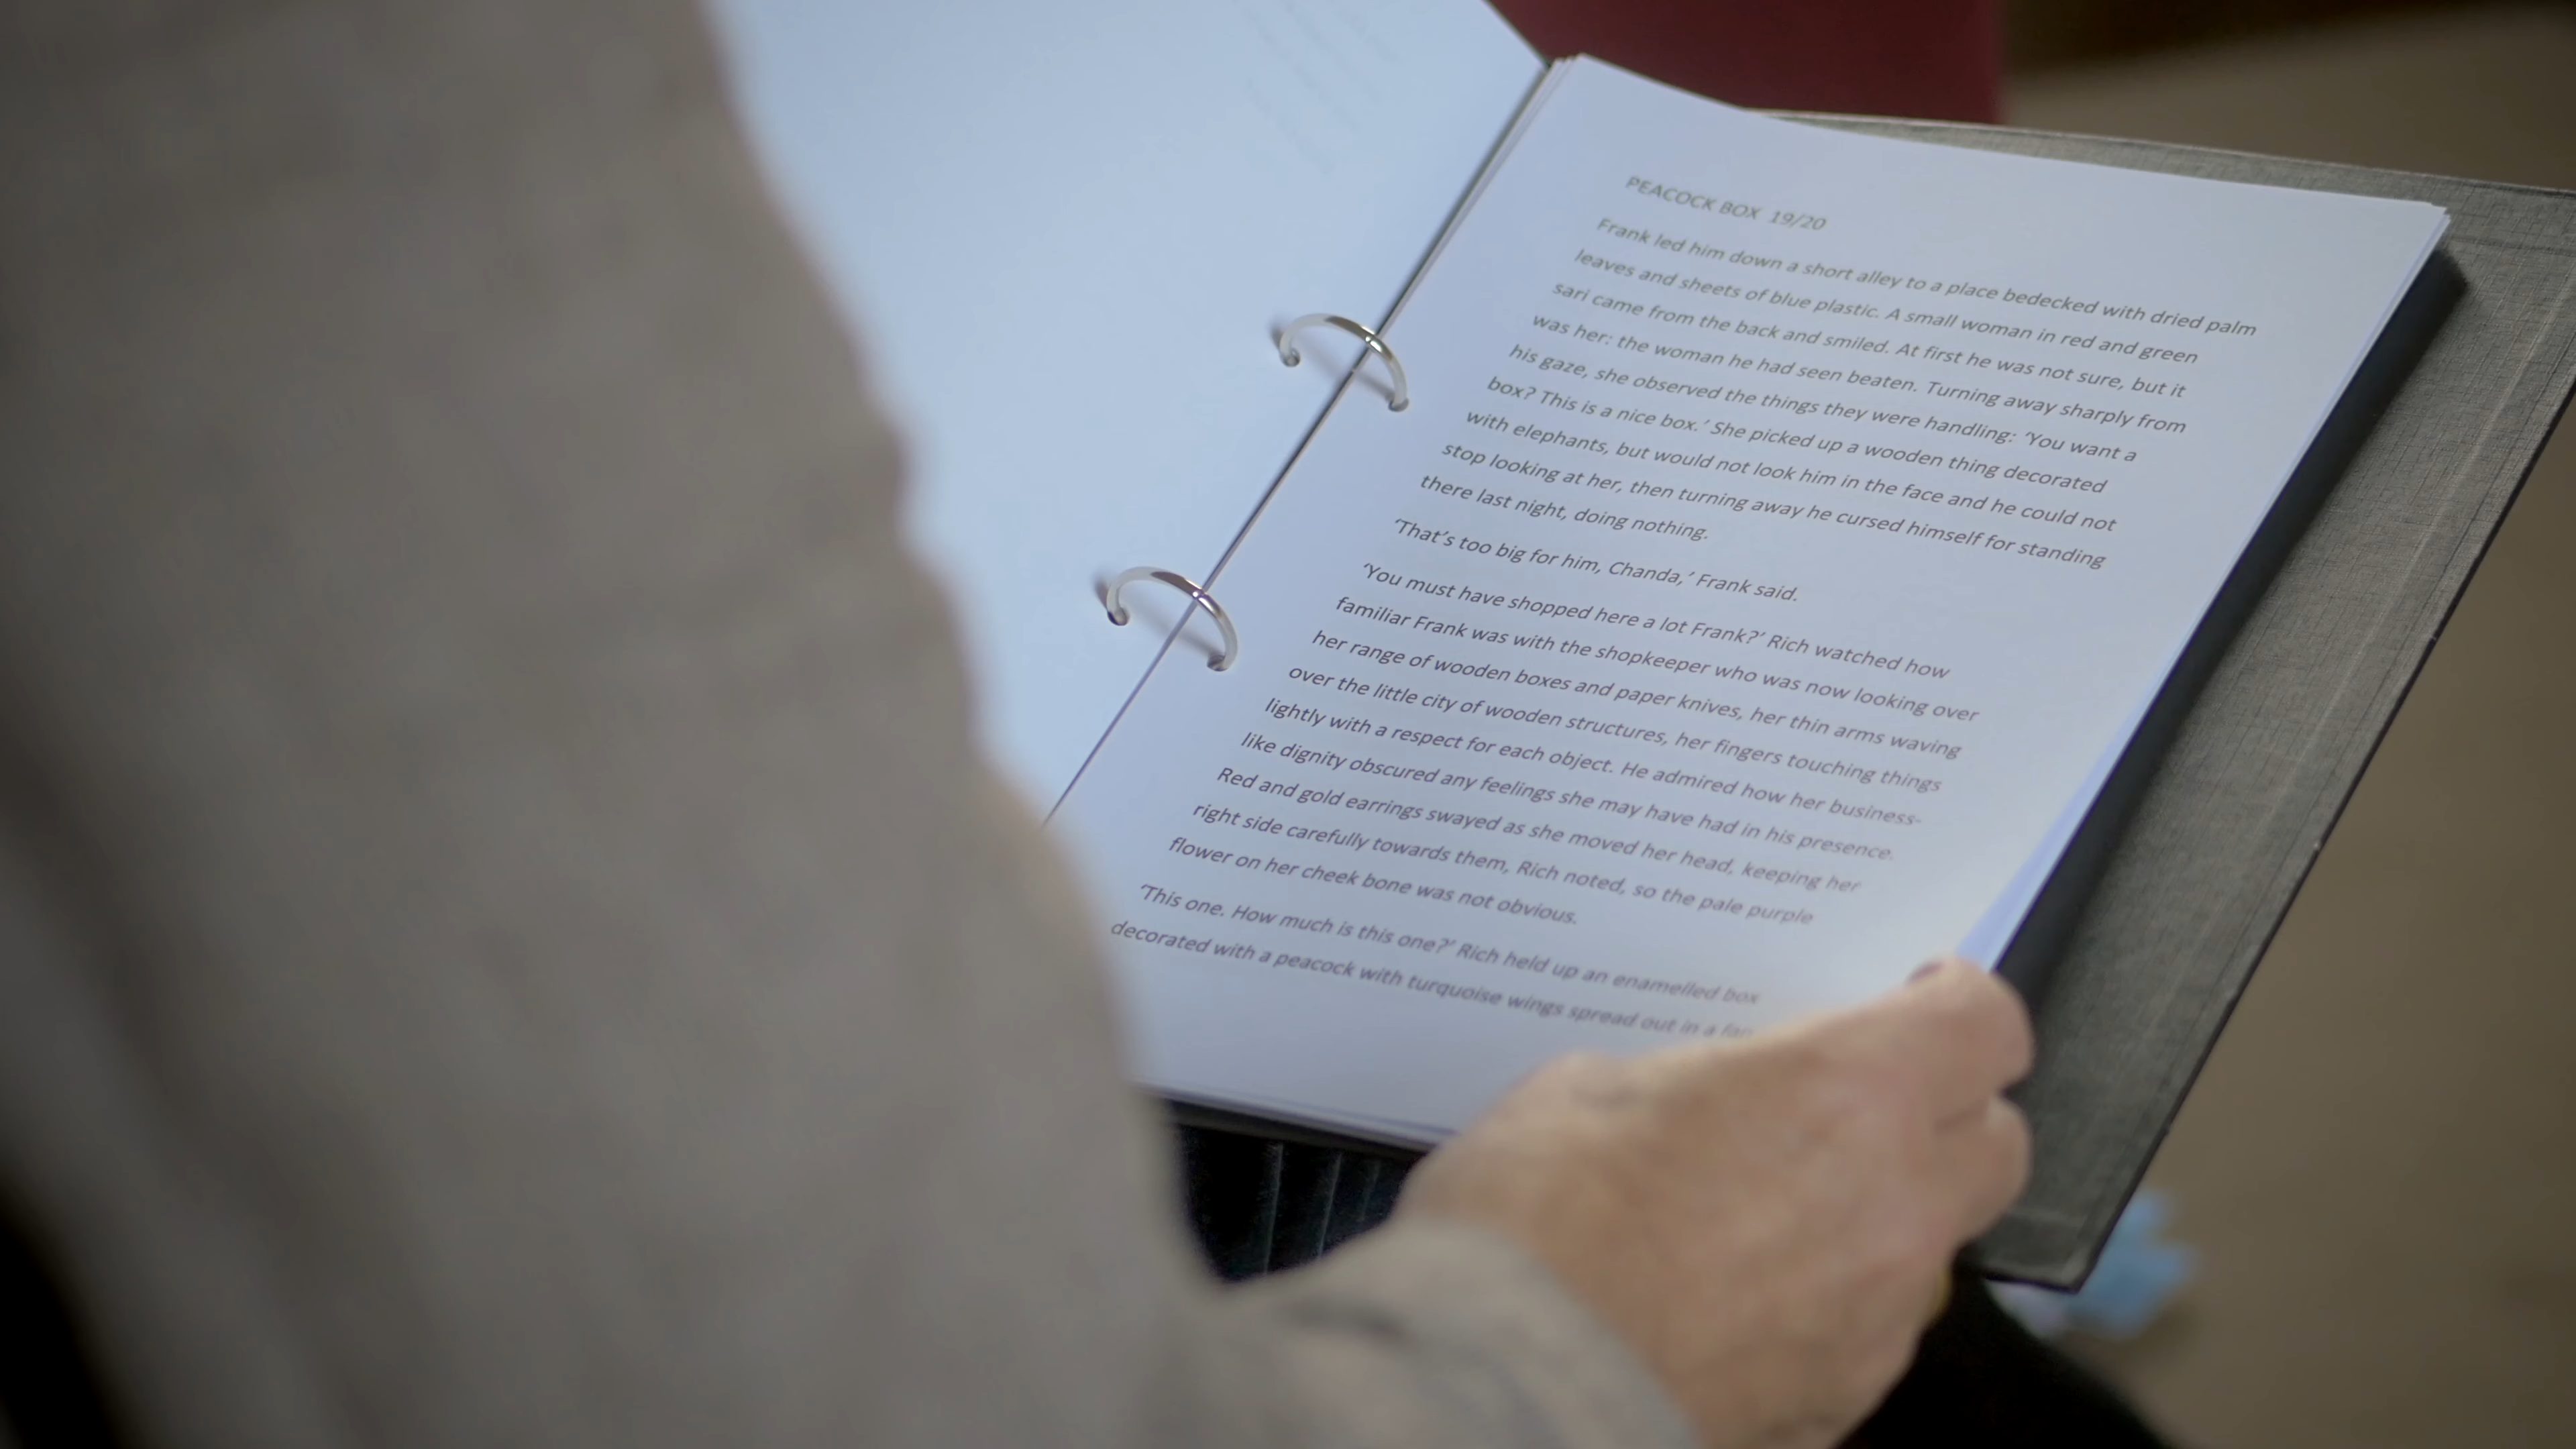 PEACOCK BOX 19/20
Frank led him down a short alley to a place bedecked with dried palm
leaves and sheets of blue plastic. A small woman in red and green
sari came from the back and smiled. At first he was not sure, but it
was her: the woman he had seen beaten. Turning away sharply from
his gaze, she observed the things they were handling: ‘You want a
box? This is a nice box.’ She picked up a wooden thing decorated
with elephants, but would not look him in the face and he could not
stop looking at her, then turning away he cursed himself for standing
there last night, doing nothing.
‘That’s too big for him, Chanda,’ Frank said.
‘You must have shopped here a lot Frank?’ Rich watched how
familiar Frank was with the shopkeeper who was now looking over
her range of wooden boxes and paper knives, her thin arms waving
over the little city of wooden structures, her fingers touching things
lightly with a respect for each object. He admired how her business-
like dignity obscured any feelings she may have had in his presence.
Red and gold earrings swayed as she moved her head, keeping her
right side carefully towards them, Rich noted, so the pale purple
flower on her cheek bone was not obvious.
‘This one. How much is this one?’ Rich held up an enamelled box
decorated with a peacock with turquoise wings spread out in a